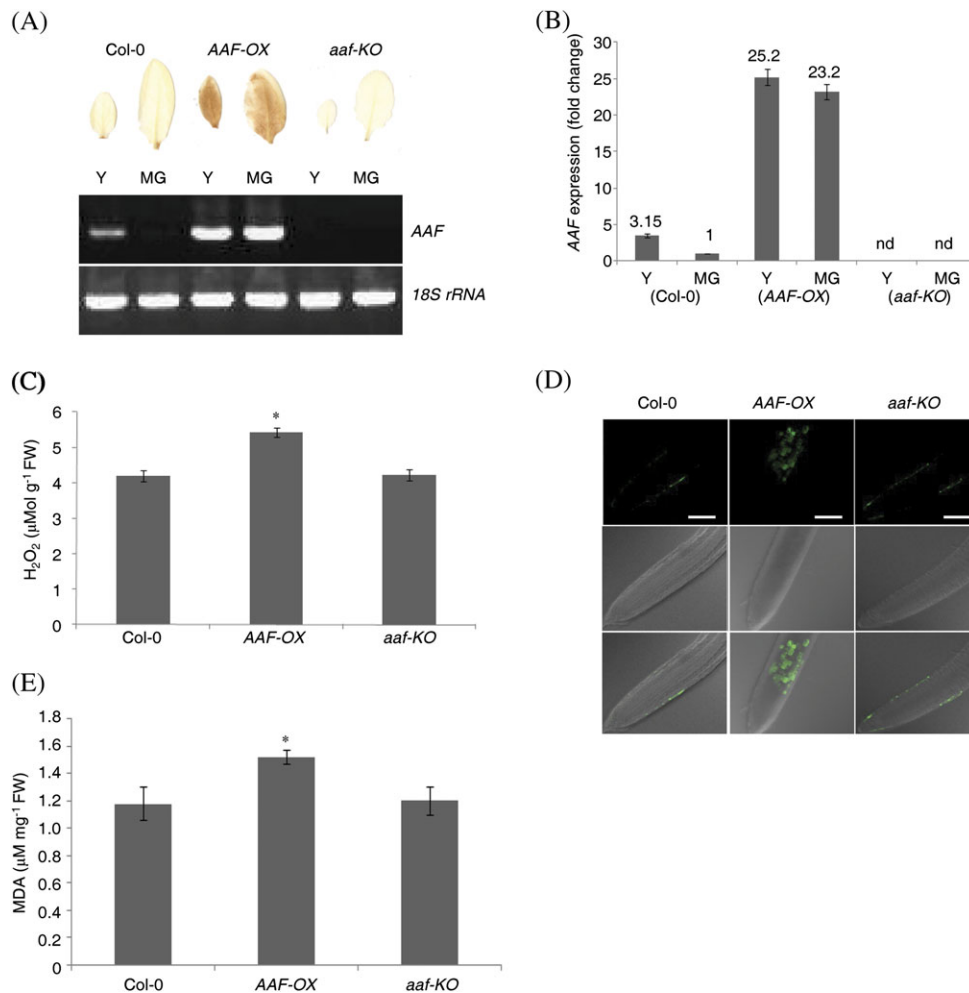 (A)
Col-0 AAF-OX aaf-KO
Y MG Y MG Y MG
AAF
18S rRNA
(B)
AAF expression (fold change)
30
25
20
15
10
5
0
3.15
1
25.2
23.2
nd nd
Y MG Y MG Y MG
(Col-0) (AAF-OX) (aaf-KO)
(C)
H₂O₂ (μMol g⁻¹ FW)
6
5
4
3
2
1
0
*
Col-0 AAF-OX aaf-KO
(D)
Col-0 AAF-OX aaf-KO
(E)
MDA (μM mg⁻¹ FW)
1.8
1.6
1.4
1.2
1.0
0.8
0.6
0.4
0.2
0
*
Col-0 AAF-OX aaf-KO